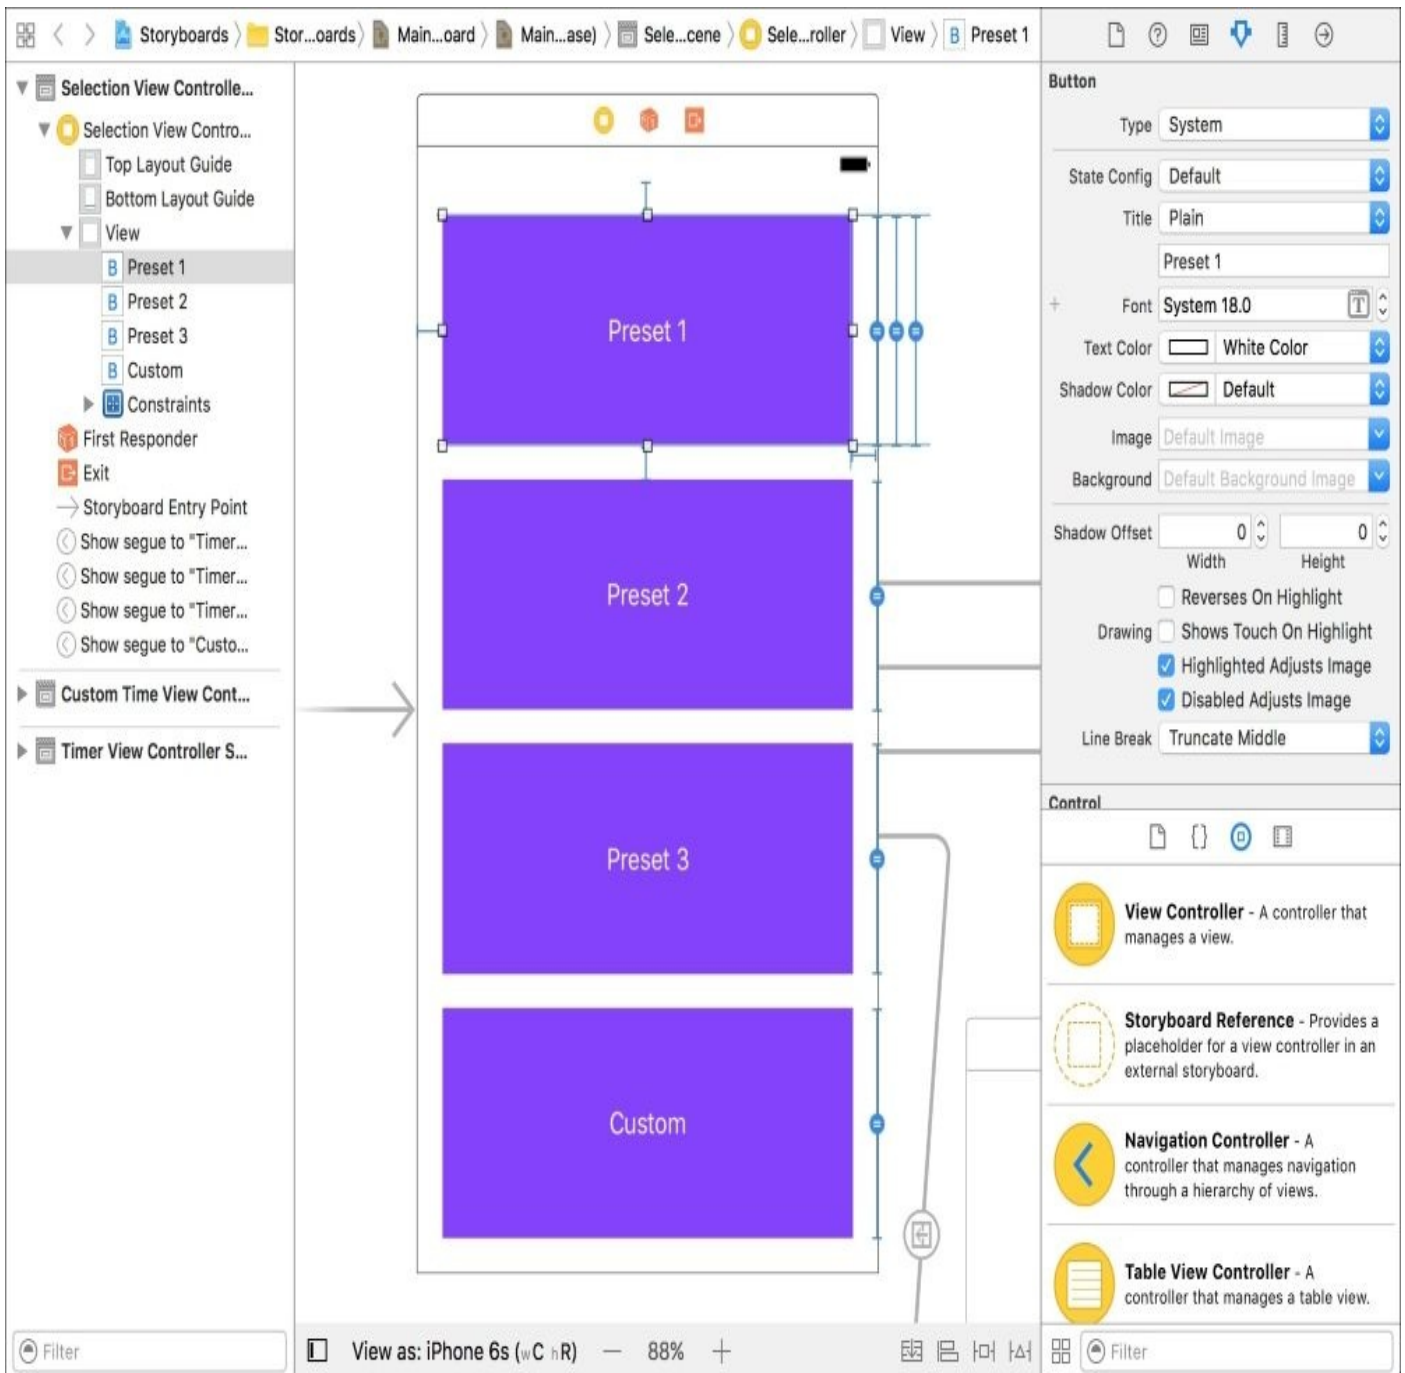 Storyboards
Stor...oards)
Main...oard
Main...ase)
Sele...cene
Sele...roller
View
B Preset 1
Selection View Controlle...
Selection View Contro...
Top Layout Guide
Bottom Layout Guide
View
B Preset 1
B Preset 2
B Preset 3
B Custom
Constraints
First Responder
Exit
Storyboard Entry Point
Show segue to "Timer...
Show segue to "Timer...
Show segue to "Timer...
Show segue to "Custo...
Custom Time View Cont...
Timer View Controller S...
Filter
Preset 1
Preset 2
Preset 3
Custom
View as: iPhone 6s (wC hR) — 88% +
Button
Type System
State Config Default
Title Plain
Preset 1
+ Font System 18.0 T
Text Color White Color
Shadow Color Default
Image Default Image
Background Default Background Image
Shadow Offset 0 0
Width Height
Reverses On Highlight
Drawing Shows Touch On Highlight
Highlighted Adjusts Image
Disabled Adjusts Image
Line Break Truncate Middle
Control
{}
View Controller - A controller that
manages a view.
Storyboard Reference - Provides a
placeholder for a view controller in an
external storyboard.
Navigation Controller - A
controller that manages navigation
through a hierarchy of views.
Table View Controller - A
controller that manages a table view.
Filter